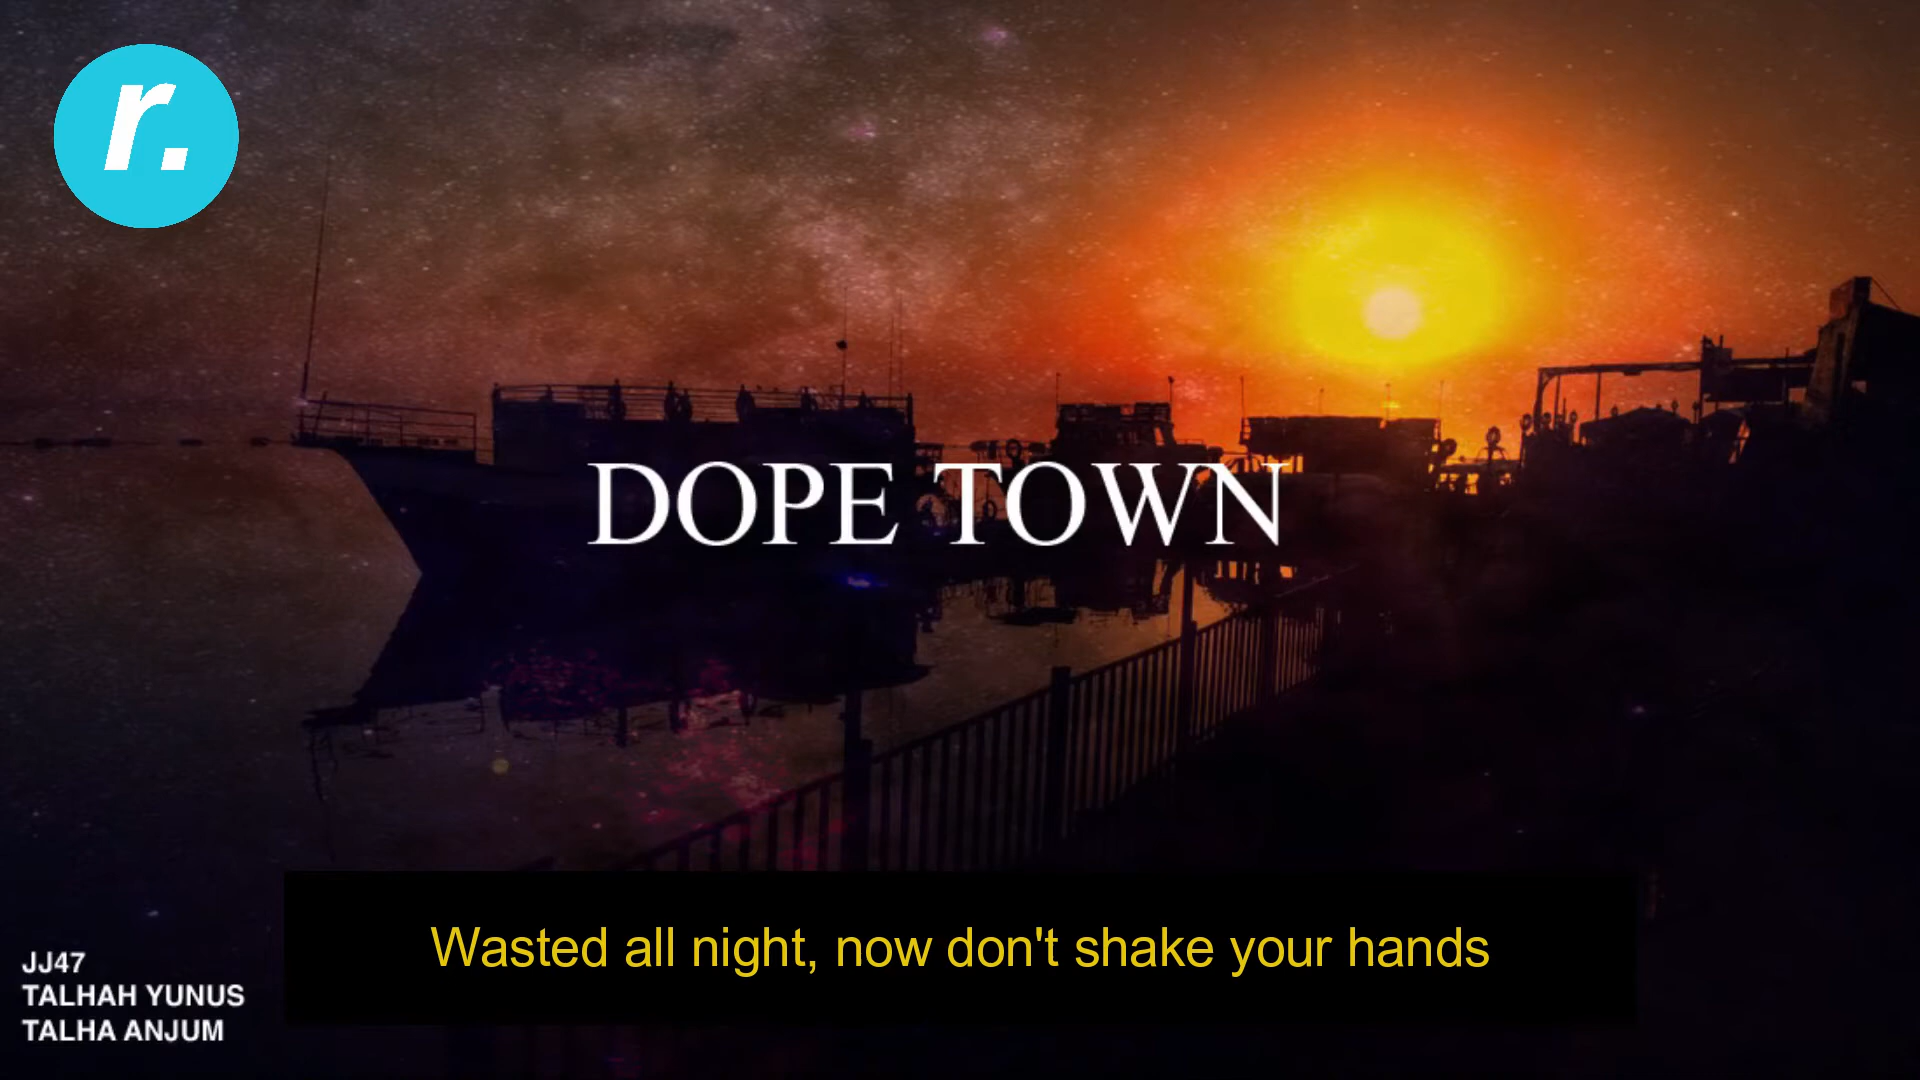 r.
DOPE TOWN
Wasted all night, now don't shake your hands
JJ47
TALHAH YUNUS
TALHA ANJUM